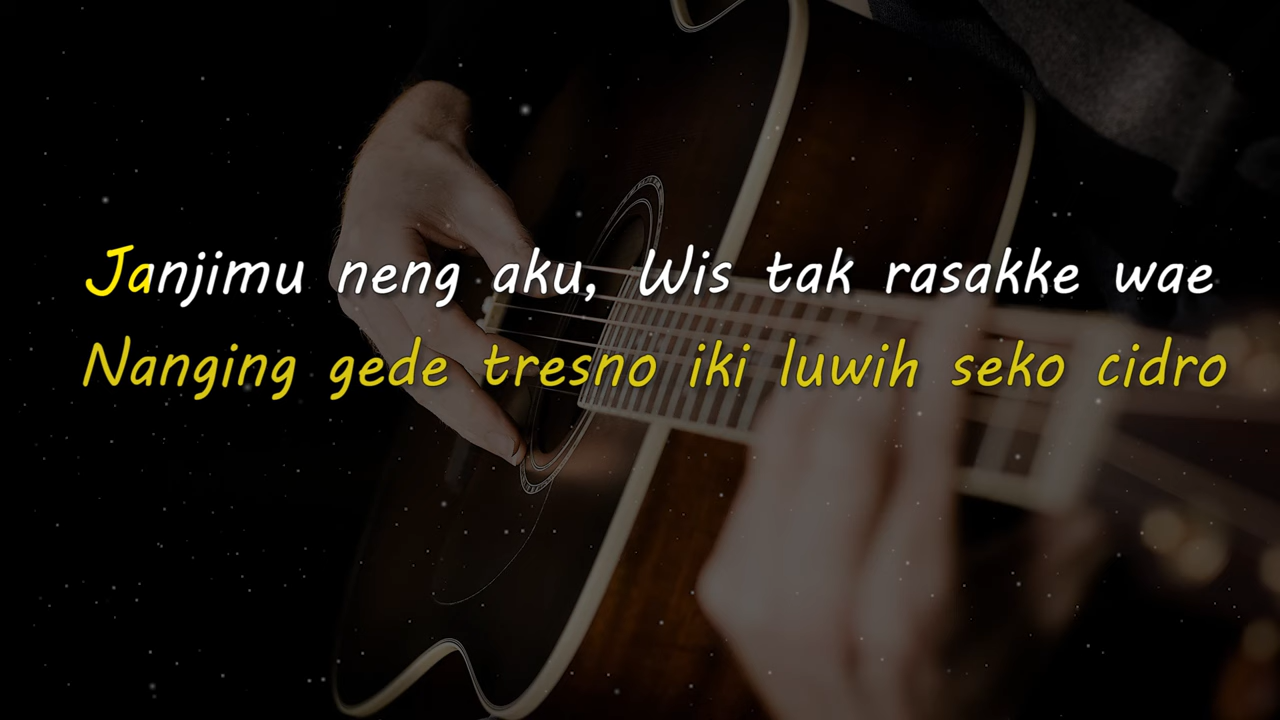 Janjimu neng aku, Wis tak rasakke wae
Nanging gede tresno iki luwih seko cidro